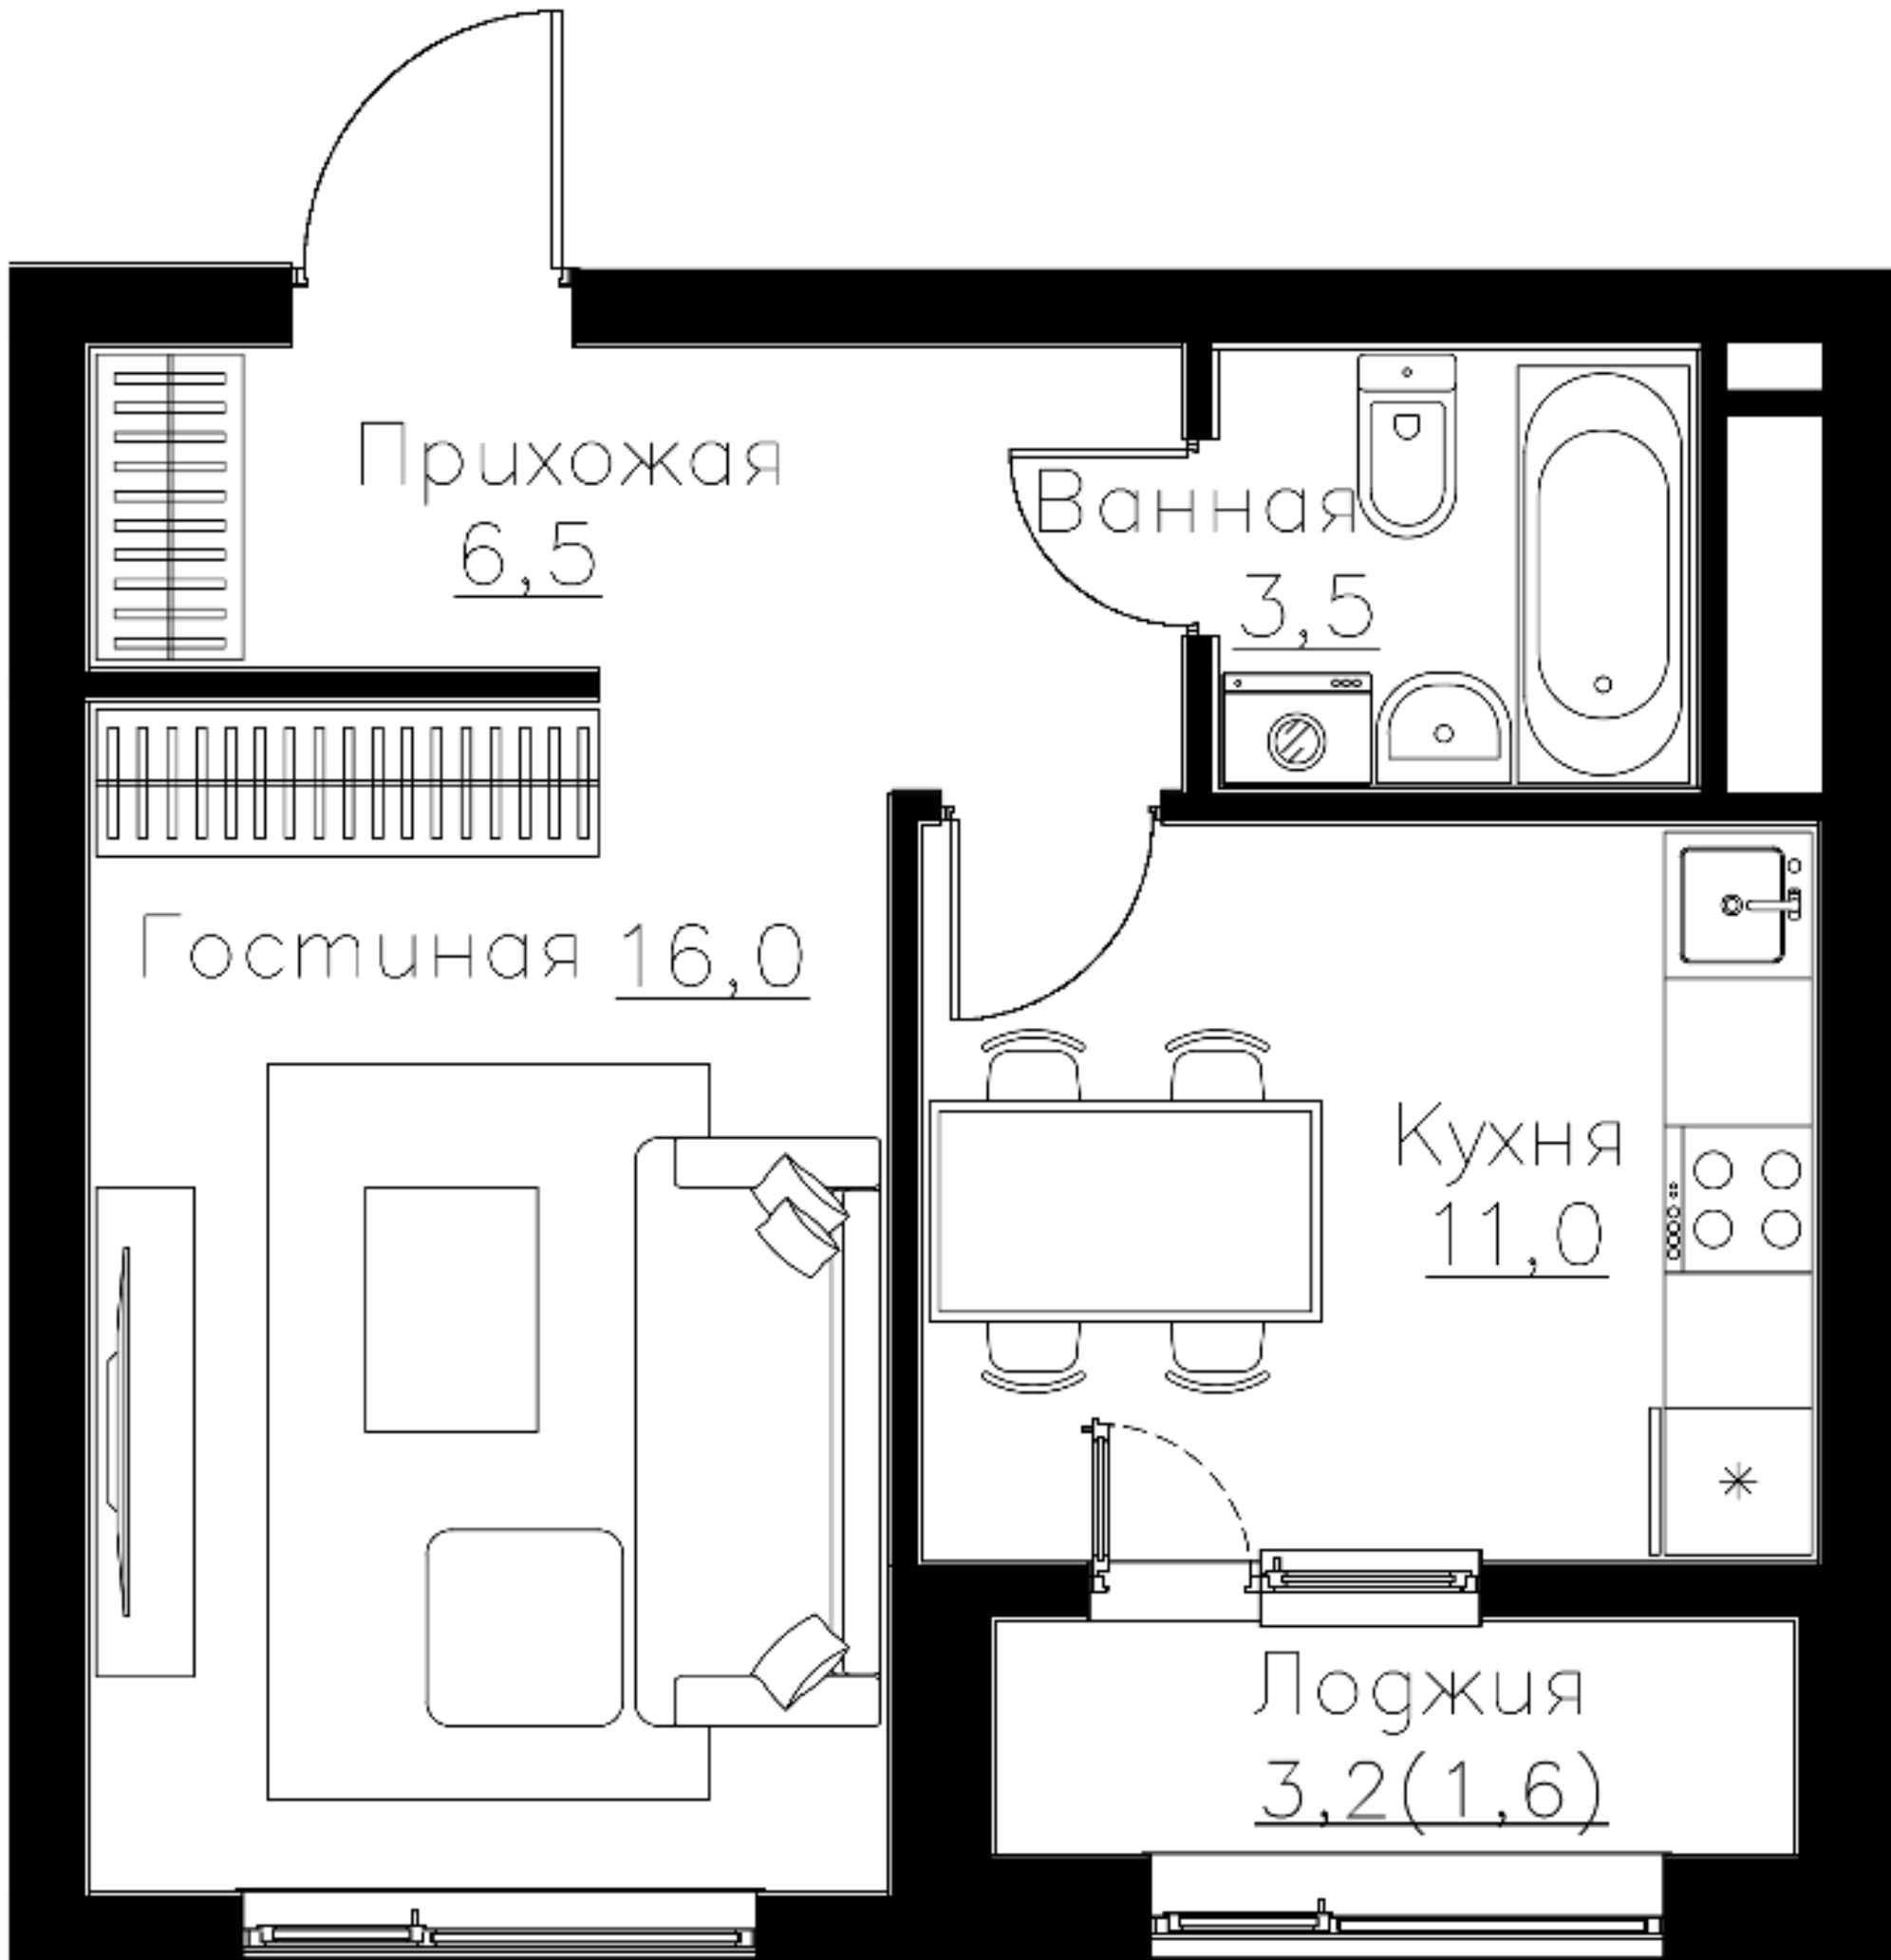 Прихожая
6,5
Ванная
3,5
Гостиная 16,0
Кухня
11,0
Лоджия
3,2(1,6)